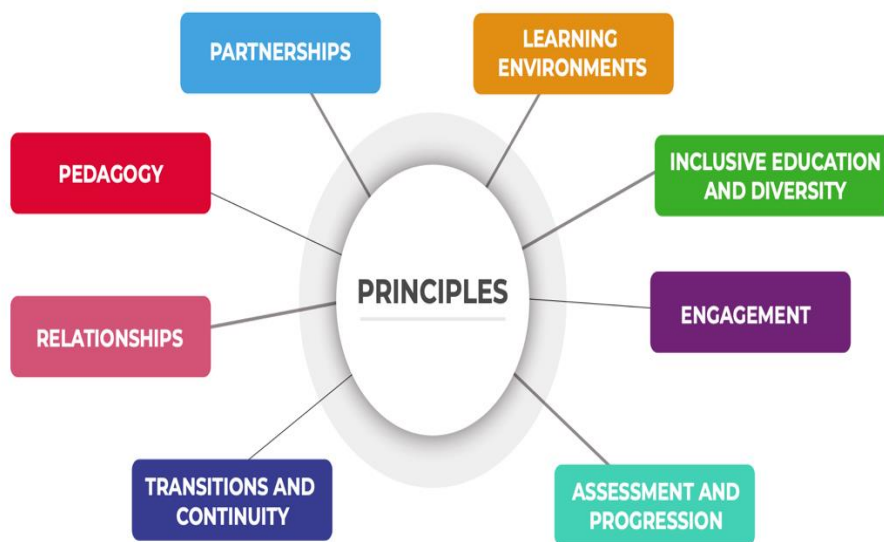 PARTNERSHIPS
LEARNING
ENVIRONMENTS
PEDAGOGY
INCLUSIVE EDUCATION
AND DIVERSITY
PRINCIPLES
RELATIONSHIPS
ENGAGEMENT
TRANSITIONS AND
CONTINUITY
ASSESSMENT AND
PROGRESSION